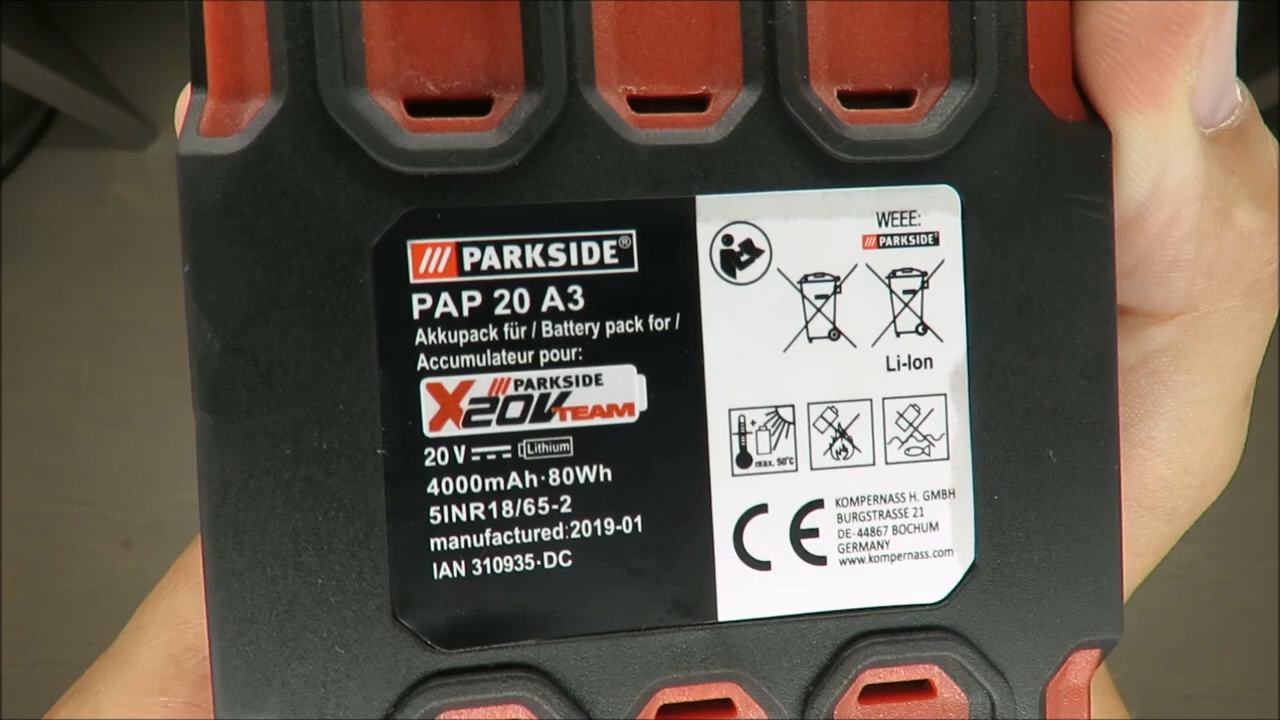 PARKSIDE®
PAP 20 A3
Akkupack für / Battery pack for /
Accumulateur pour:
PARKSIDE
X20VTEAM
20 V Lithium
4000mAh·80Wh
5INR18/65-2
manufactured:2019-01
IAN 310935·DC
WEEE:
PARKSIDE®
Li-Ion
+
max. 50°C
CE
KOMPERNASS H. GMBH
BURGSTRASSE 21
DE-44867 BOCHUM
GERMANY
www.kompernass.com